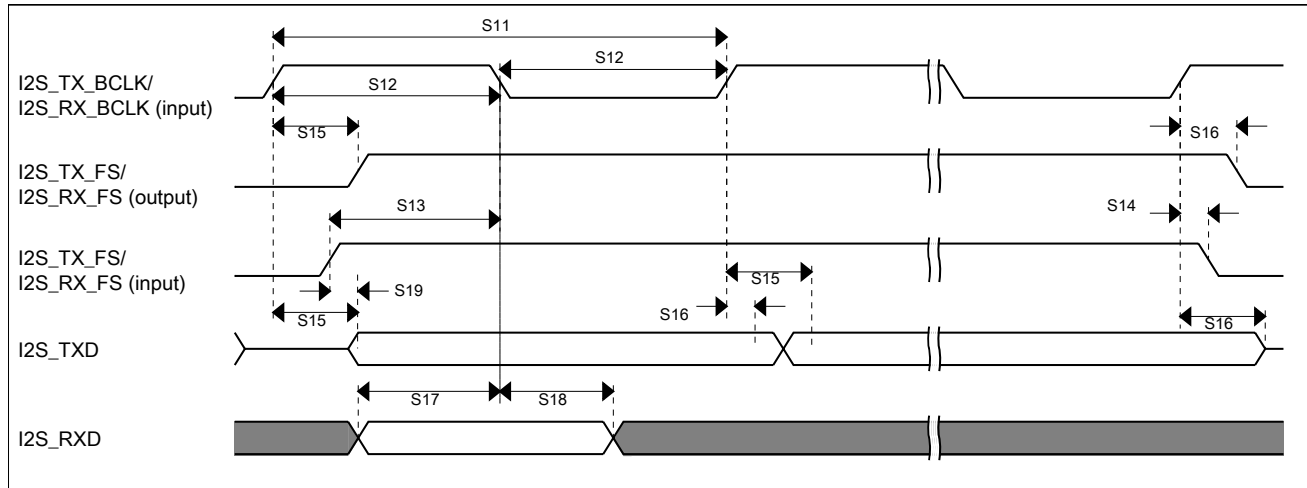 S11
S12
I2S_TX_BCLK/
I2S_RX_BCLK (input)
S12
S15
S16
I2S_TX_FS/
I2S_RX_FS (output)
S13
S14
I2S_TX_FS/
I2S_RX_FS (input)
S15
S19
S15
S16
S16
I2S_TXD
S17
S18
I2S_RXD